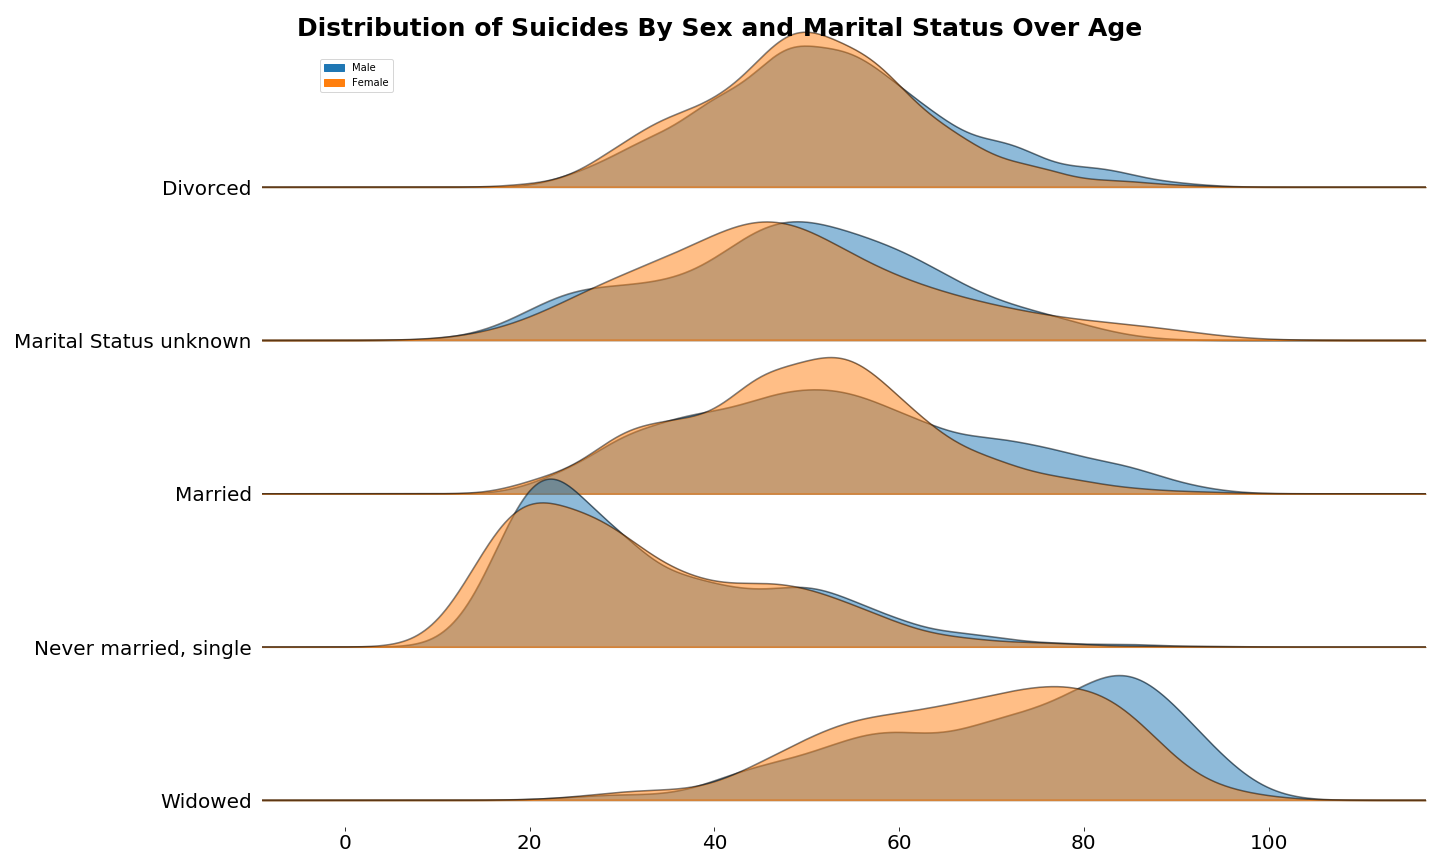 Distribution of Suicides By Sex and Marital Status Over Age
Male
Female
Divorced
Marital Status unknown
Married
Never married, single
Widowed
0 20 40 60 80 100